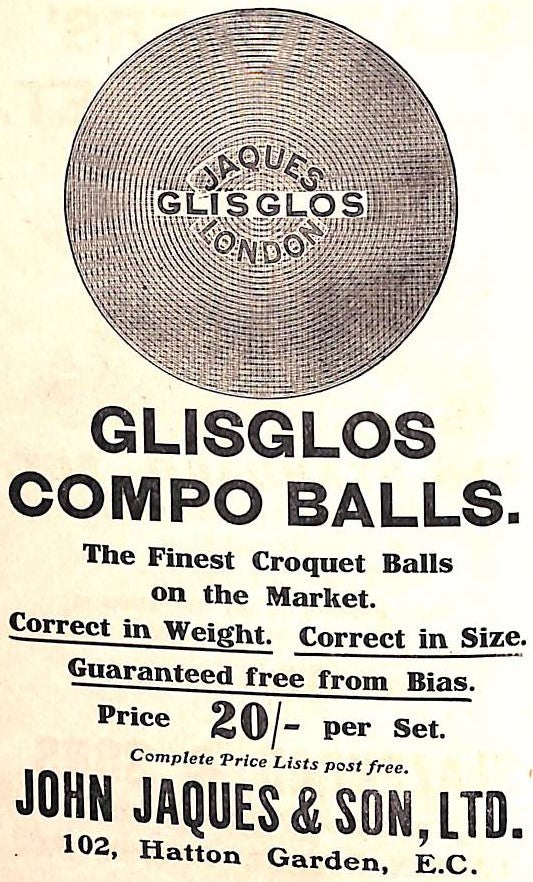 JAQUES
GLISGLOS
LONDON
GLISGLOS
COMPO BALLS.
The Finest Croquet Balls
on the Market.
Correct in Weight. Correct in Size.
Guaranteed free from Bias.
Price 20/- per Set.
Complete Price Lists post free.
JOHN JAQUES & SON, LTD.
102, Hatton Garden, E.C.